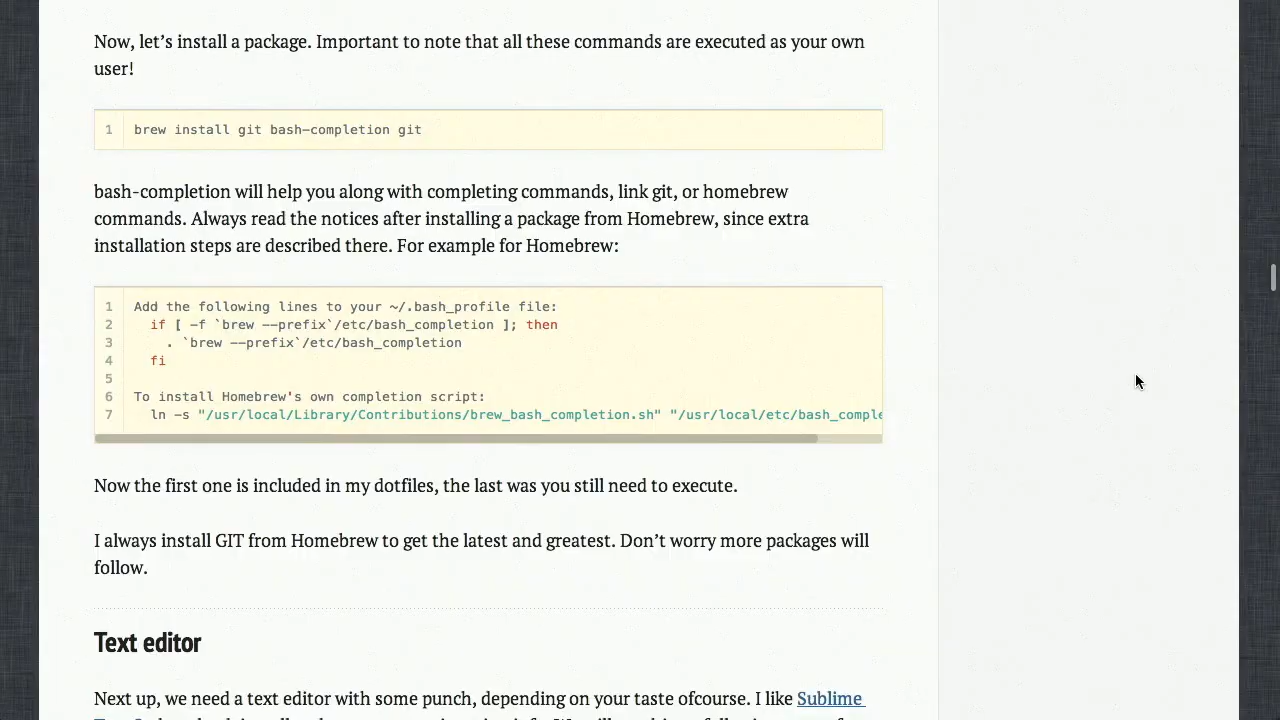 Now, let’s install a package. Important to note that all these commands are executed as your own
user!
1 brew install git bash-completion git
bash-completion will help you along with completing commands, link git, or homebrew
commands. Always read the notices after installing a package from Homebrew, since extra
installation steps are described there. For example for Homebrew:
1 Add the following lines to your ~/.bash_profile file:
2 if [ -f `brew --prefix`/etc/bash_completion ]; then
3 . `brew --prefix`/etc/bash_completion
4 fi
5
6 To install Homebrew's own completion script:
7 ln -s "/usr/local/Library/Contributions/brew_bash_completion.sh" "/usr/local/etc/bash_comple
Now the first one is included in my dotfiles, the last was you still need to execute.
I always install GIT from Homebrew to get the latest and greatest. Don’t worry more packages will
follow.
Text editor
Next up, we need a text editor with some punch, depending on your taste ofcourse. I like Sublime